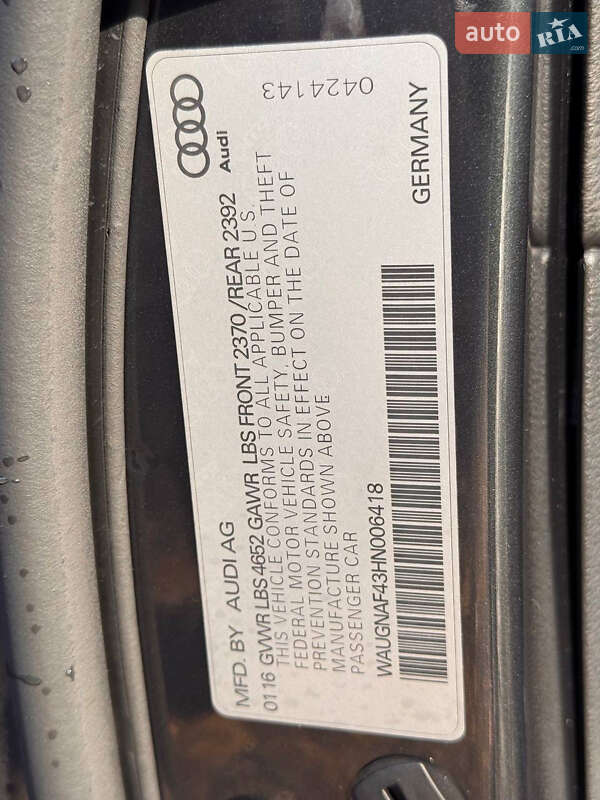 auto RIA .com
MFD. BY AUDI AG Audi
0116 GVWR LBS 4652 GAWR LBS FRONT 2370 /REAR 2392
THIS VEHICLE CONFORMS TO ALL APPLICABLE U.S.
FEDERAL MOTOR VEHICLE SAFETY, BUMPER AND THEFT
PREVENTION STANDARDS IN EFFECT ON THE DATE OF
MANUFACTURE SHOWN ABOVE
PASSENGER CAR 0424143
WAUGNAF43HN006418
GERMANY